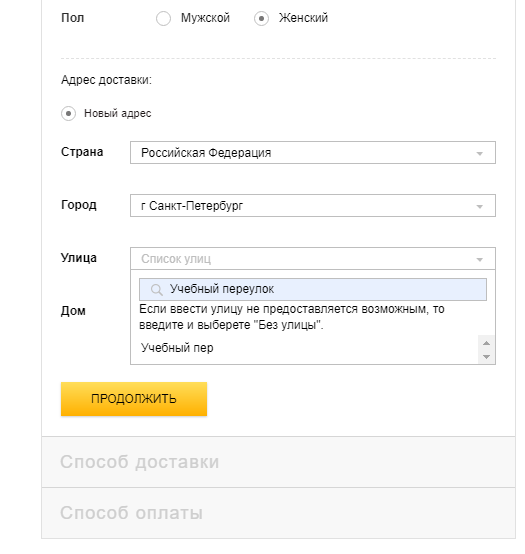 Пол Мужской Женский
Адрес доставки:
Новый адрес
Страна Российская Федерация
Город г Санкт-Петербург
Улица Список улиц
Учебный переулок
Если ввести улицу не предоставляется возможным, то
введите и выберете "Без улицы".
Дом
Учебный пер
ПРОДОЛЖИТЬ
Способ доставки
Способ оплаты